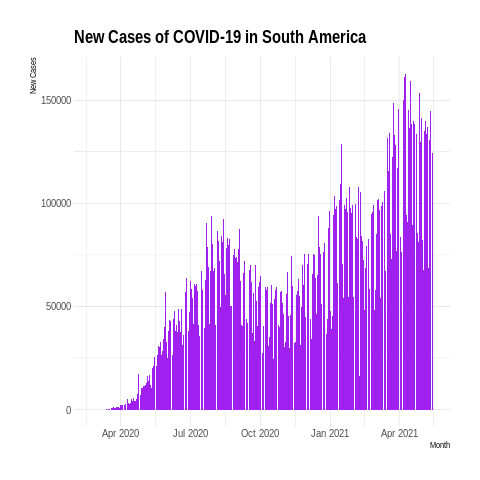 New Cases of COVID-19 in South America
New Cases
150000
100000
50000
0
Apr 2020 Jul 2020 Oct 2020 Jan 2021 Apr 2021
Month